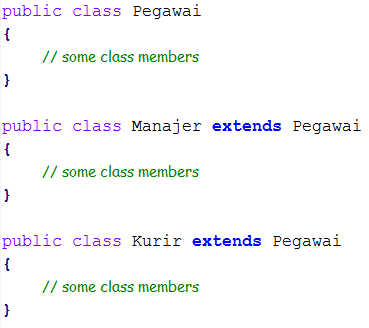 public class Pegawai
{
// some class members
}
public class Manajer extends Pegawai
{
// some class members
}
public class Kurir extends Pegawai
{
// some class members
}